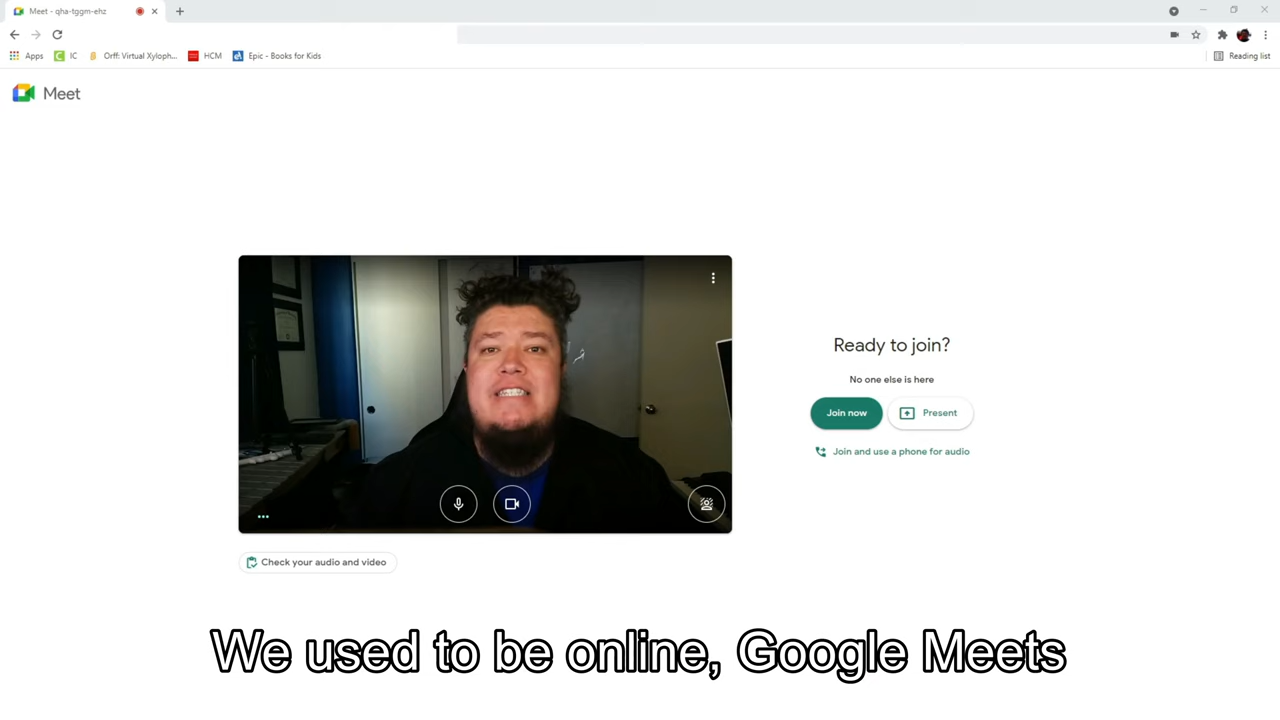 Meet - qha-tggm-ehz
Apps IC Orff: Virtual Xyloph... HCM Epic - Books for Kids Reading list
Meet
Ready to join?
No one else is here
Join now Present
Join and use a phone for audio
Check your audio and video
We used to be online, Google Meets